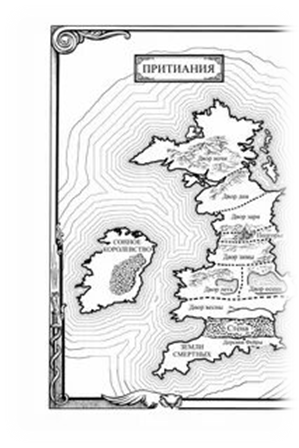 ПРИТИАНИЯ
Двор ночи
Двор дня
Двор зари
Подгорье
Двор зимы
СОННОЕ
КОРОЛЕВСТВО
Двор лета
Двор осени
Двор весны
Стена
Деревня Фейры
ЗЕМЛИ
СМЕРТНЫХ